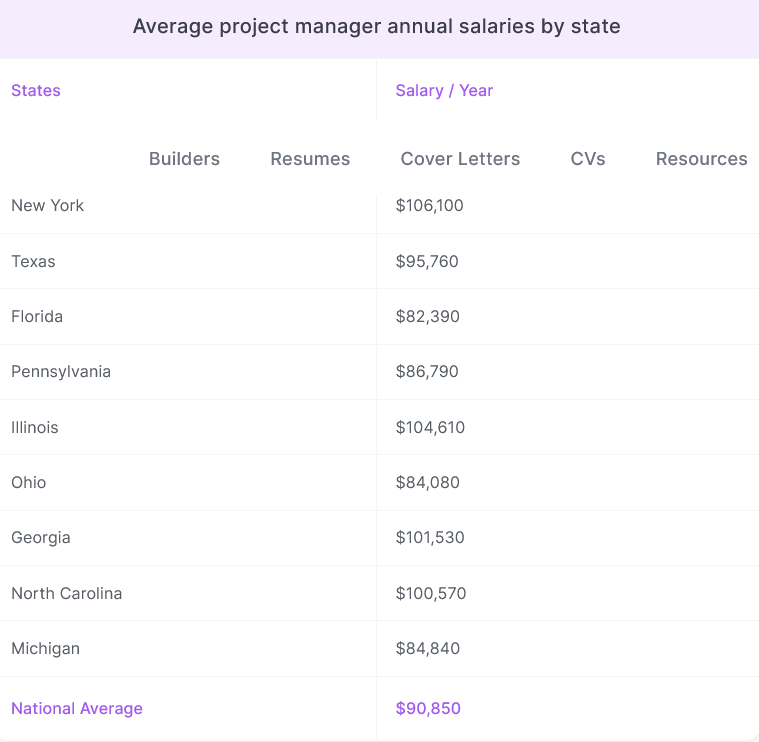 Average project manager annual salaries by state
States Salary / Year
Builders Resumes Cover Letters CVs Resources
New York $106,100
Texas $95,760
Florida $82,390
Pennsylvania $86,790
Illinois $104,610
Ohio $84,080
Georgia $101,530
North Carolina $100,570
Michigan $84,840
National Average $90,850